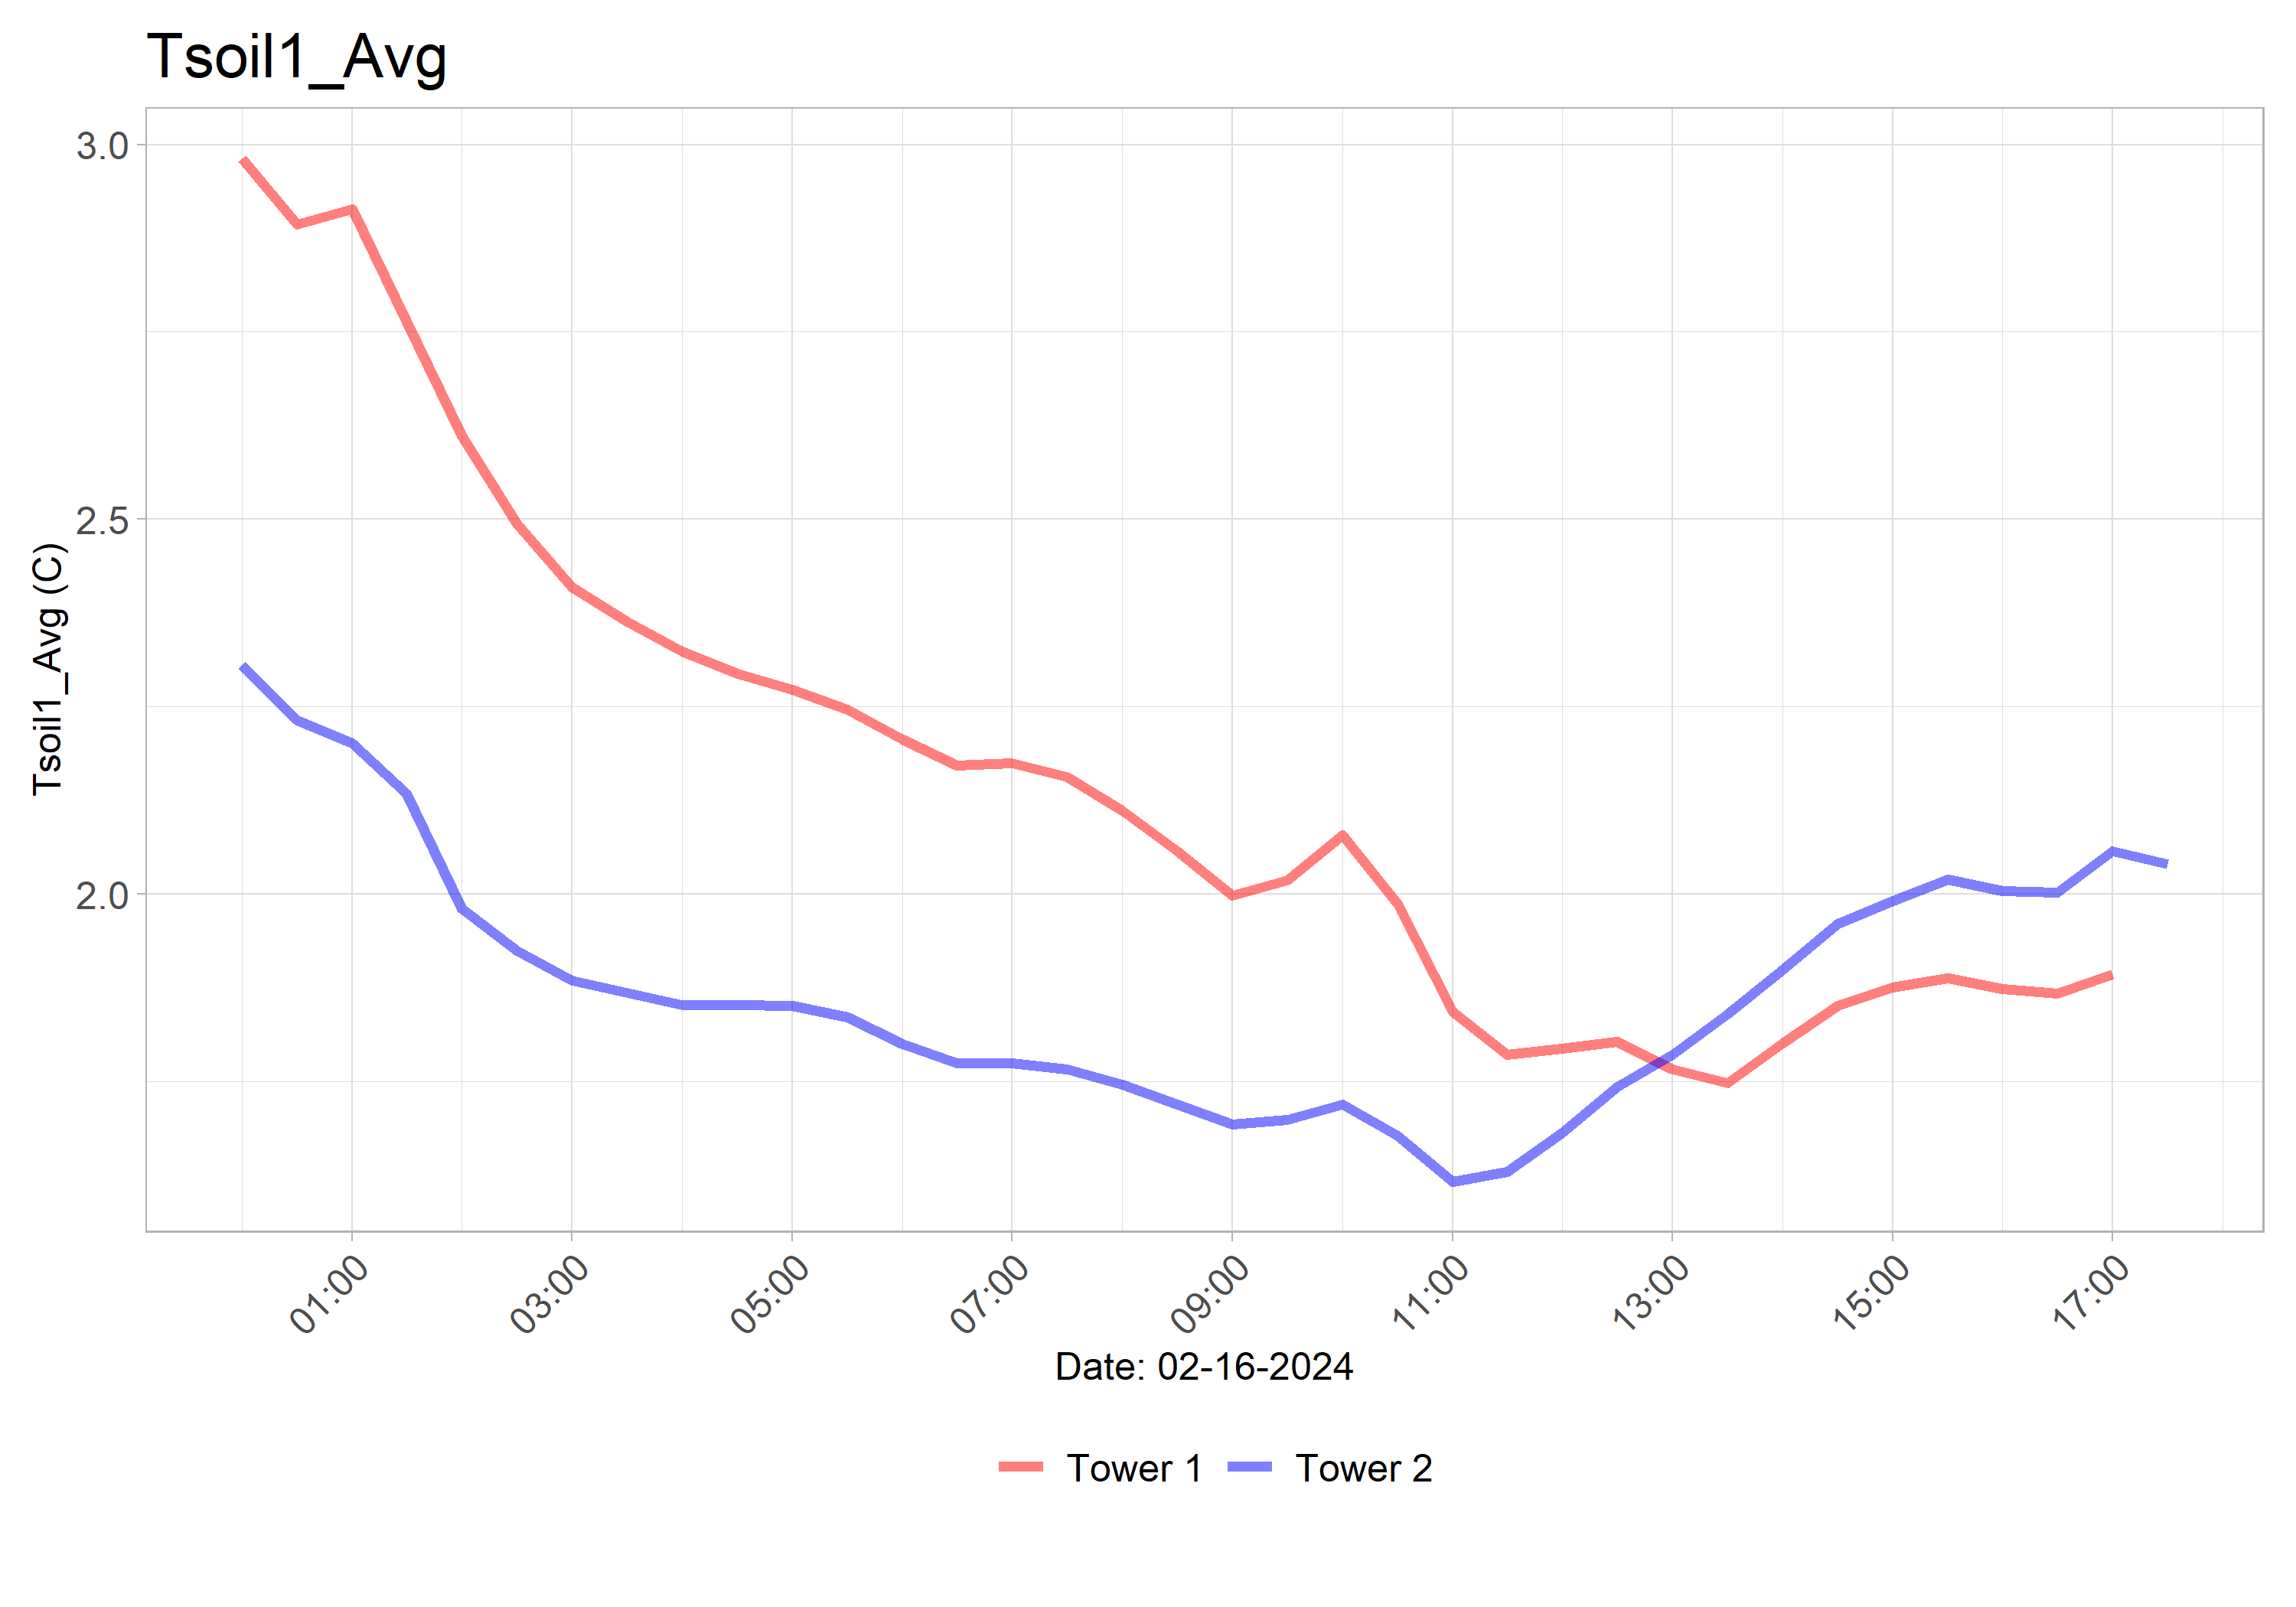 Tsoil1_Avg
Tsoil1_Avg (C)
3.0
2.5
2.0
01:00 03:00 05:00 07:00 09:00 11:00 13:00 15:00 17:00
Date: 02-16-2024
Tower 1 Tower 2